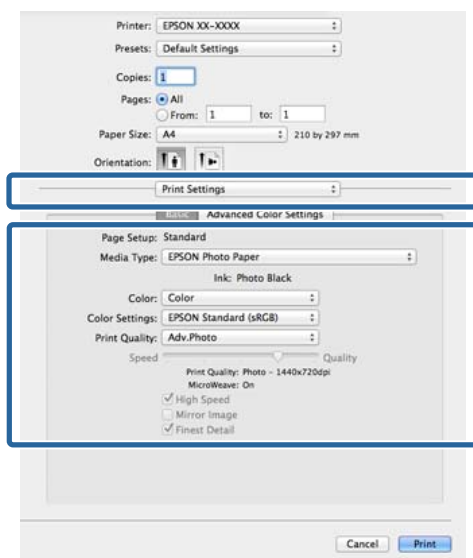 Printer: EPSON XX-XXXX
Presets: Default Settings
Copies: 1
Pages: All
From: 1 to: 1
Paper Size: A4 210 by 297 mm
Orientation:
Print Settings
Basic Advanced Color Settings
Page Setup: Standard
Media Type: EPSON Photo Paper
Ink: Photo Black
Color: Color
Color Settings: EPSON Standard (sRGB)
Print Quality: Adv.Photo
Speed Quality
Print Quality: Photo - 1440x720dpi
MicroWeave: On
High Speed
Mirror Image
Finest Detail
Cancel Print